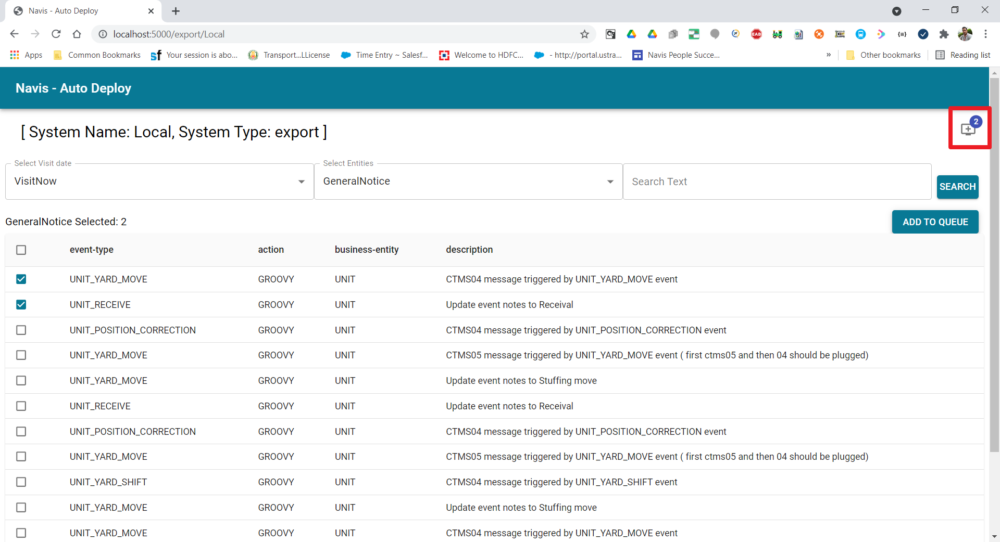 Navis - Auto Deploy
localhost:5000/export/Local
EAB
Apps
Common Bookmarks
sf
Your session is abo...
Transport...LLicense
Time Entry ~ Salesf...
Welcome to HDFC...
- http://portal.ustra...
Navis People Succe...
»
Other bookmarks
Reading list
Navis - Auto Deploy
[ System Name: Local, System Type: export ]
2
Select Visit date
Select Entities
VisitNow
GeneralNotice
Search Text
SEARCH
GeneralNotice Selected: 2
ADD TO QUEUE
event-type action business-entity description
UNIT_YARD_MOVE GROOVY UNIT CTMS04 message triggered by UNIT_YARD_MOVE event
UNIT_RECEIVE GROOVY UNIT Update event notes to Receival
UNIT_POSITION_CORRECTION GROOVY UNIT CTMS04 message triggered by UNIT_POSITION_CORRECTION event
UNIT_YARD_MOVE GROOVY UNIT CTMS05 message triggered by UNIT_YARD_MOVE event ( first ctms05 and then 04 should be plugged)
UNIT_YARD_MOVE GROOVY UNIT Update event notes to Stuffing move
UNIT_RECEIVE GROOVY UNIT Update event notes to Receival
UNIT_POSITION_CORRECTION GROOVY UNIT CTMS04 message triggered by UNIT_POSITION_CORRECTION event
UNIT_YARD_MOVE GROOVY UNIT CTMS05 message triggered by UNIT_YARD_MOVE event ( first ctms05 and then 04 should be plugged)
UNIT_YARD_SHIFT GROOVY UNIT CTMS04 message triggered by UNIT_YARD_SHIFT event
UNIT_YARD_MOVE GROOVY UNIT Update event notes to Stuffing move
UNIT_YARD_MOVE GROOVY UNIT CTMS04 message triggered by UNIT_YARD_MOVE event